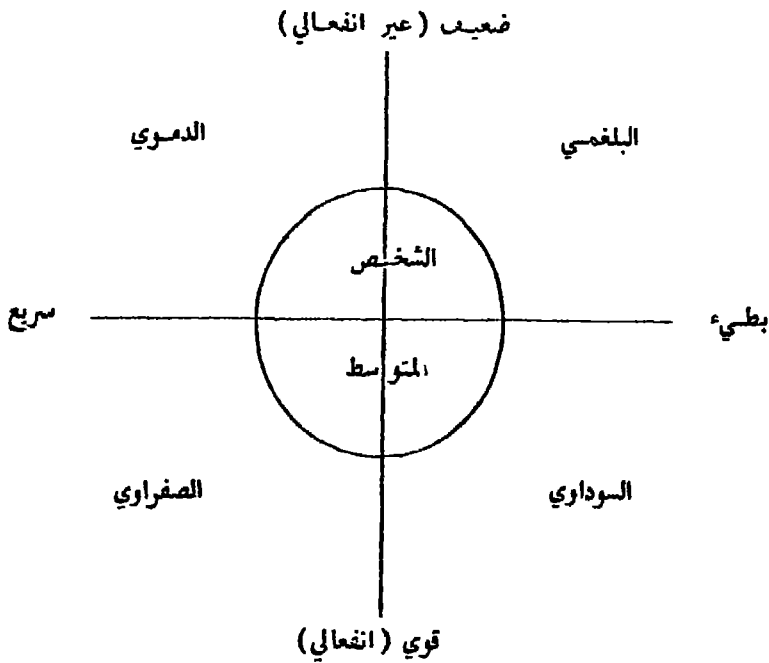 ضعيف (عير انفعالي)
البلغمي
الدموي
الشخص
بطيء
سريع
المتوسط
السوداوي
الصفراوي
قوي (انفعالي)